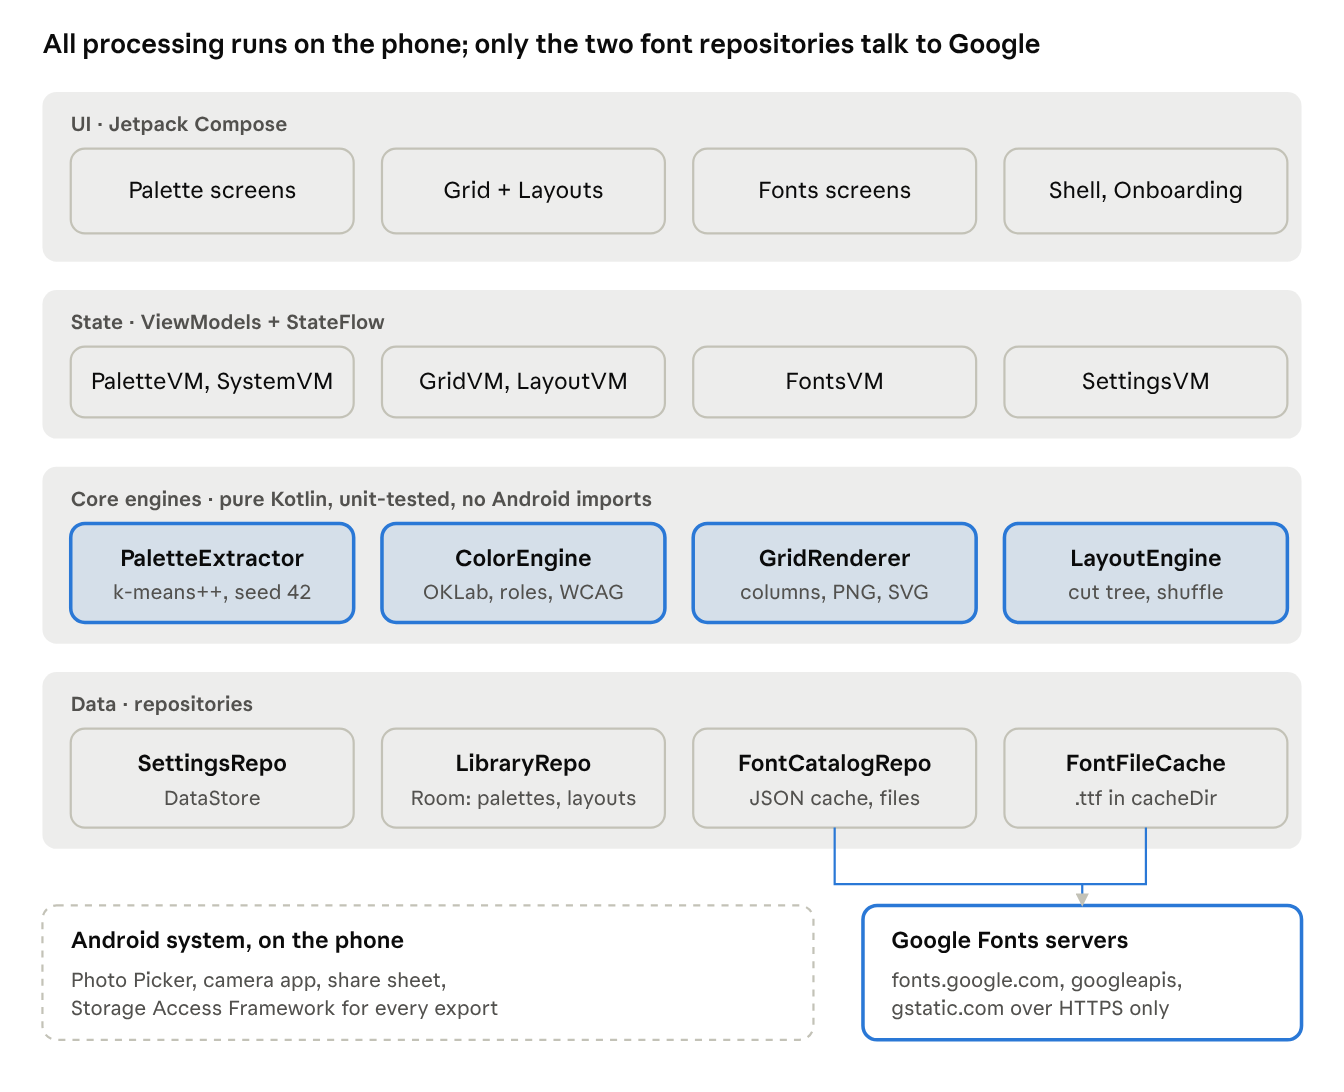 All processing runs on the phone; only the two font repositories talk to Google
UI · Jetpack Compose
Palette screens
Grid + Layouts
Fonts screens
Shell, Onboarding
State · ViewModels + StateFlow
PaletteVM, SystemVM
GridVM, LayoutVM
FontsVM
SettingsVM
Core engines · pure Kotlin, unit-tested, no Android imports
PaletteExtractor
k-means++, seed 42
ColorEngine
OKLab, roles, WCAG
GridRenderer
columns, PNG, SVG
LayoutEngine
cut tree, shuffle
Data · repositories
SettingsRepo
DataStore
LibraryRepo
Room: palettes, layouts
FontCatalogRepo
JSON cache, files
FontFileCache
.ttf in cacheDir
Android system, on the phone
Photo Picker, camera app, share sheet,
Storage Access Framework for every export
Google Fonts servers
fonts.google.com, googleapis,
gstatic.com over HTTPS only